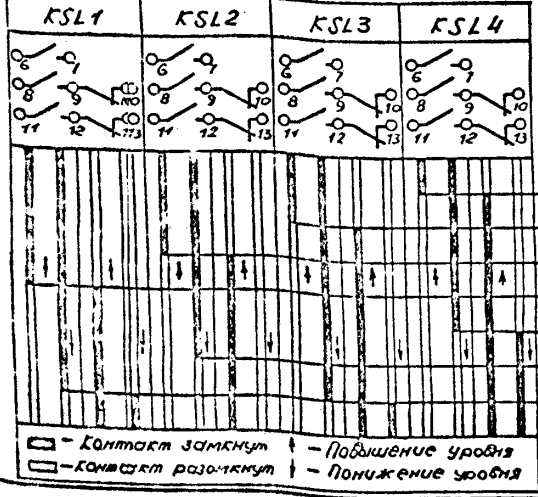 KSL1 KSL2 KSL3 KSL4
6 7 6 7 6 7 6 7
8 9 8 9 10 8 9 10 8 9 10
11 12 11 12 13 11 12 13 11 12 13
- Контакт замкнут - Повышение уровня
- Контакт разомкнут - Понижение уровня